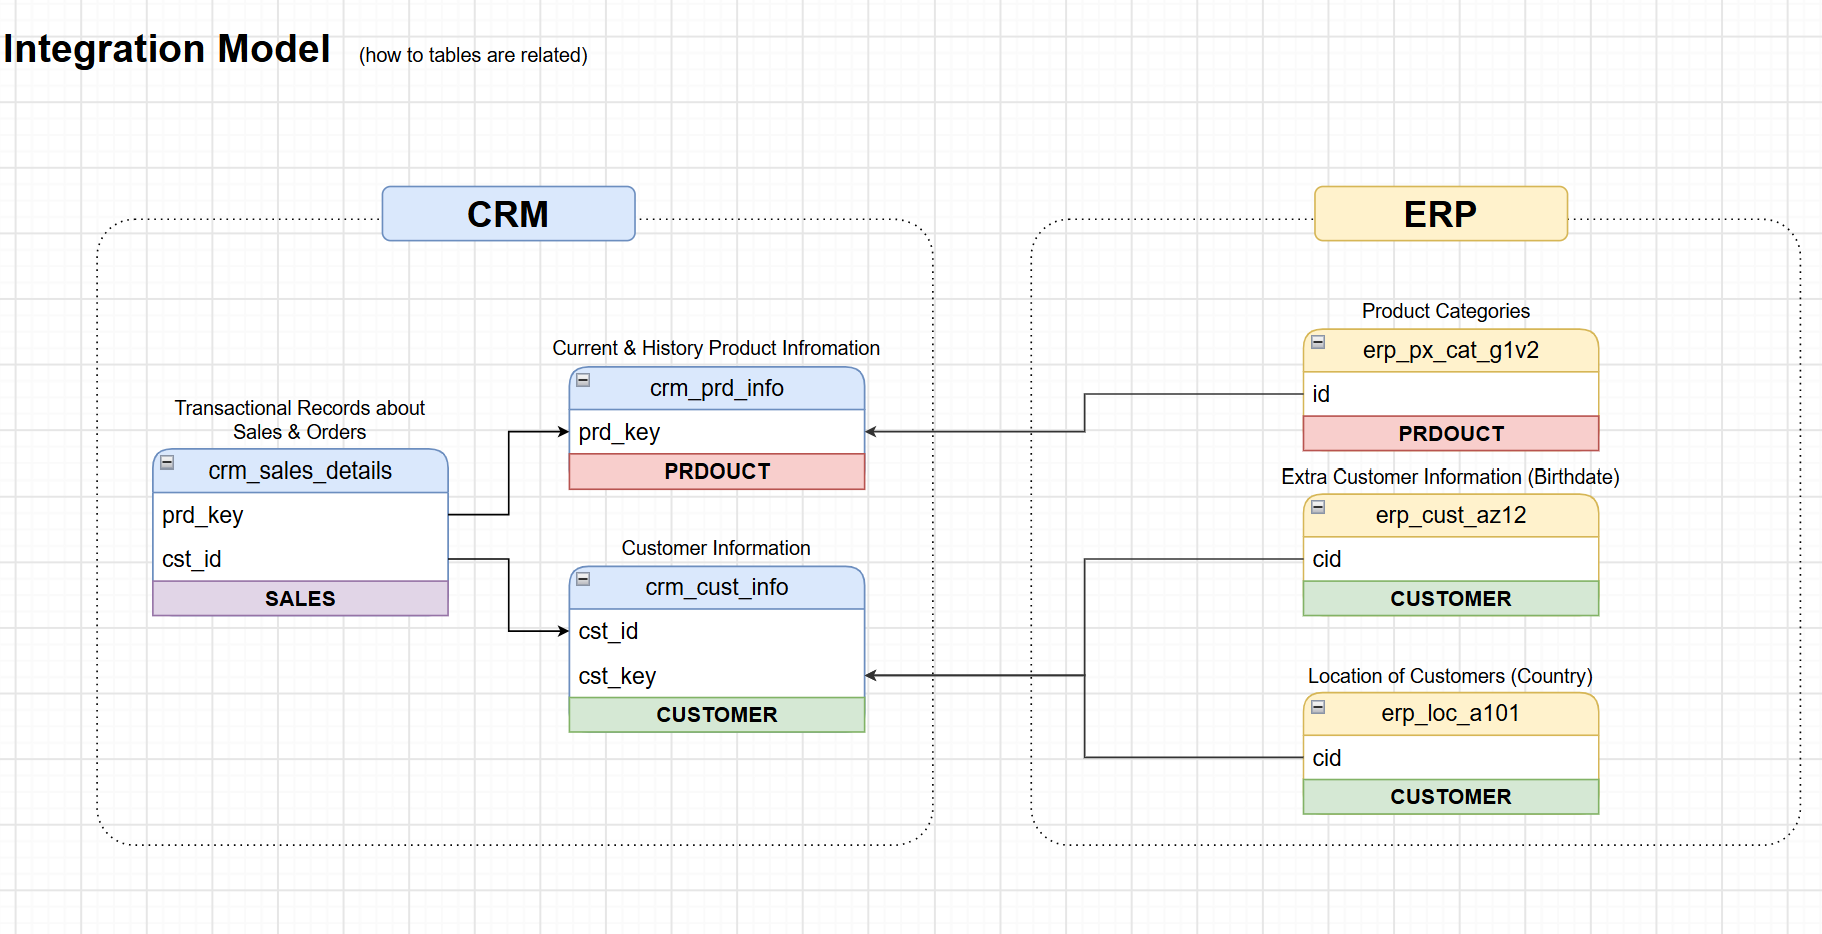 Integration Model (how to tables are related)
CRM
ERP
Transactional Records about
Sales & Orders
crm_sales_details
prd_key
cst_id
SALES
Current & History Product Infromation
crm_prd_info
prd_key
PRDOUCT
Customer Information
crm_cust_info
cst_id
cst_key
CUSTOMER
Product Categories
erp_px_cat_g1v2
id
PRDOUCT
Extra Customer Information (Birthdate)
erp_cust_az12
cid
CUSTOMER
Location of Customers (Country)
erp_loc_a101
cid
CUSTOMER